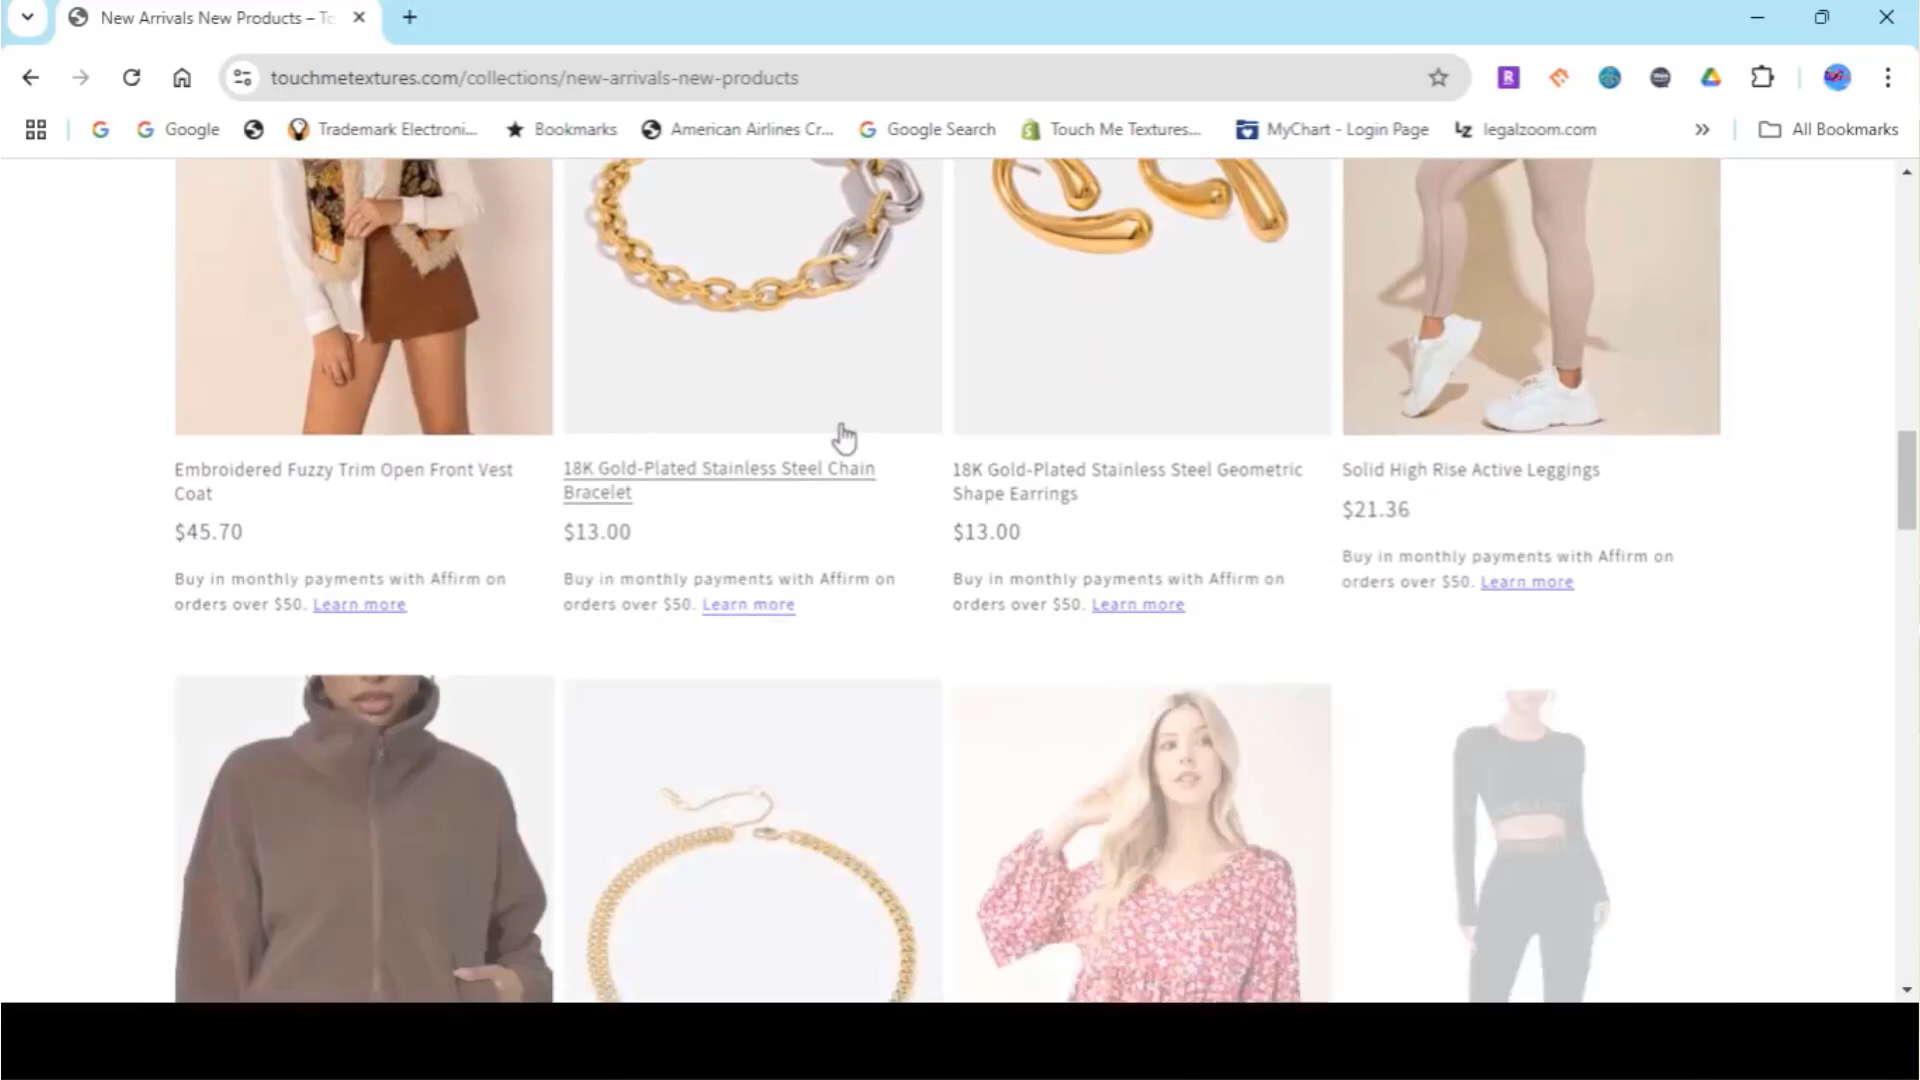 New Arrivals New Products –
touchmetextures.com/collections/new-arrivals-new-products
Google
Trademark Electroni...
Bookmarks
American Airlines Cr...
Google Search
Touch Me Textures...
MyChart - Login Page
legalzoom.com
All Bookmarks
Embroidered Fuzzy Trim Open Front Vest
Coat
$45.70
Buy in monthly payments with Affirm on
orders over $50. Learn more
18K Gold-Plated Stainless Steel Chain
Bracelet
$13.00
Buy in monthly payments with Affirm on
orders over $50. Learn more
18K Gold-Plated Stainless Steel Geometric
Shape Earrings
$13.00
Buy in monthly payments with Affirm on
orders over $50. Learn more
Solid High Rise Active Leggings
$21.36
Buy in monthly payments with Affirm on
orders over $50. Learn more